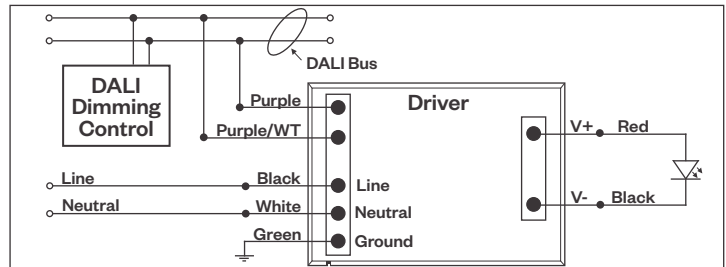 DALI Bus
DALI
Dimming
Control
Driver
Purple
Purple/WT
V+ Red
Line Black Line
V- Black
Neutral White Neutral
Green Ground